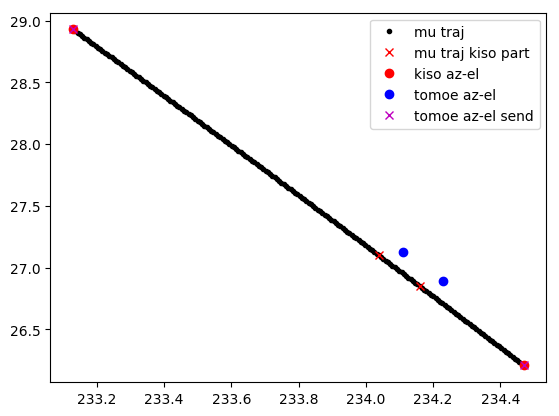 29.0
28.5
28.0
27.5
27.0
26.5
233.2 233.4 233.6 233.8 234.0 234.2 234.4
mu traj
mu traj kiso part
kiso az-el
tomoe az-el
tomoe az-el send